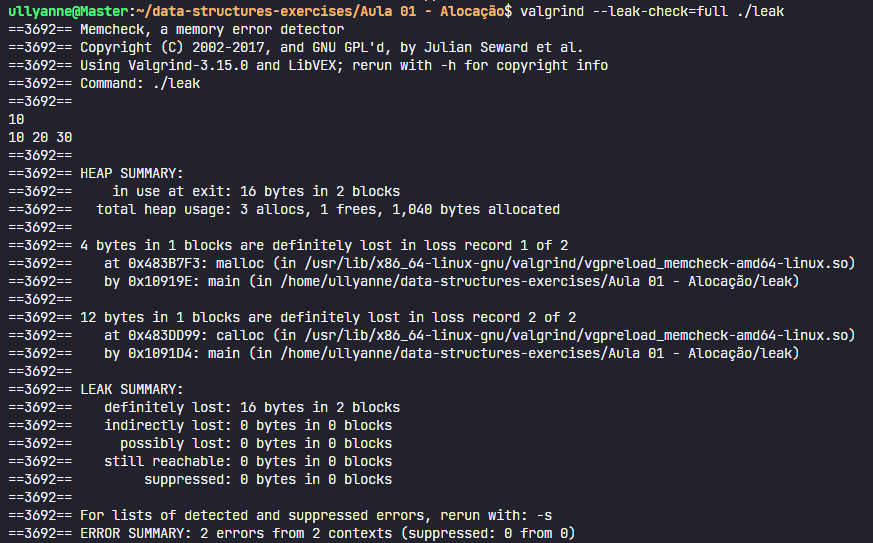 ullyanne@Master:~/data-structures-exercises/Aula 01 - Alocação$ valgrind --leak-check=full ./leak
==3692== Memcheck, a memory error detector
==3692== Copyright (C) 2002-2017, and GNU GPL'd, by Julian Seward et al.
==3692== Using Valgrind-3.15.0 and LibVEX; rerun with -h for copyright info
==3692== Command: ./leak
==3692==
10
10 20 30
==3692==
==3692== HEAP SUMMARY:
==3692==     in use at exit: 16 bytes in 2 blocks
==3692==   total heap usage: 3 allocs, 1 frees, 1,040 bytes allocated
==3692==
==3692== 4 bytes in 1 blocks are definitely lost in loss record 1 of 2
==3692==    at 0x483B7F3: malloc (in /usr/lib/x86_64-linux-gnu/valgrind/vgpreload_memcheck-amd64-linux.so)
==3692==    by 0x10919E: main (in /home/ullyanne/data-structures-exercises/Aula 01 - Alocação/leak)
==3692==
==3692== 12 bytes in 1 blocks are definitely lost in loss record 2 of 2
==3692==    at 0x483DD99: calloc (in /usr/lib/x86_64-linux-gnu/valgrind/vgpreload_memcheck-amd64-linux.so)
==3692==    by 0x1091D4: main (in /home/ullyanne/data-structures-exercises/Aula 01 - Alocação/leak)
==3692==
==3692== LEAK SUMMARY:
==3692==    definitely lost: 16 bytes in 2 blocks
==3692==    indirectly lost: 0 bytes in 0 blocks
==3692==      possibly lost: 0 bytes in 0 blocks
==3692==    still reachable: 0 bytes in 0 blocks
==3692==         suppressed: 0 bytes in 0 blocks
==3692==
==3692== For lists of detected and suppressed errors, rerun with: -s
==3692== ERROR SUMMARY: 2 errors from 2 contexts (suppressed: 0 from 0)